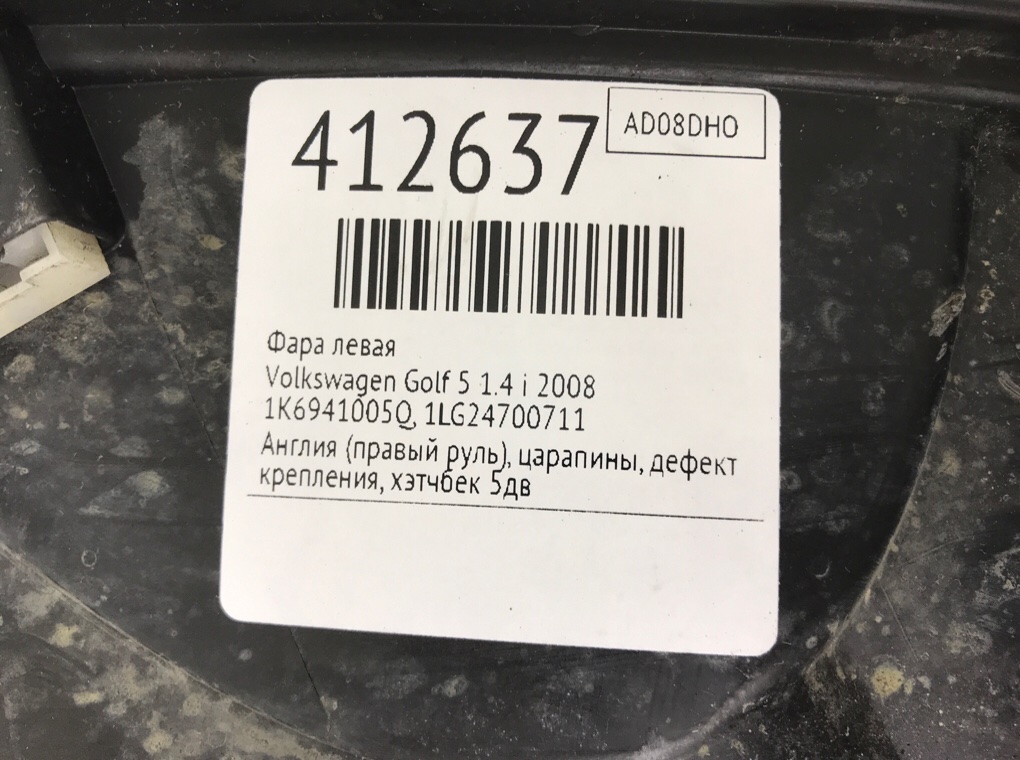 412637
AD08DHO
Фара левая
Volkswagen Golf 5 1.4 i 2008
1K6941005Q, 1LG24700711
Англия (правый руль), царапины, дефект
крепления, хэтчбек 5дв